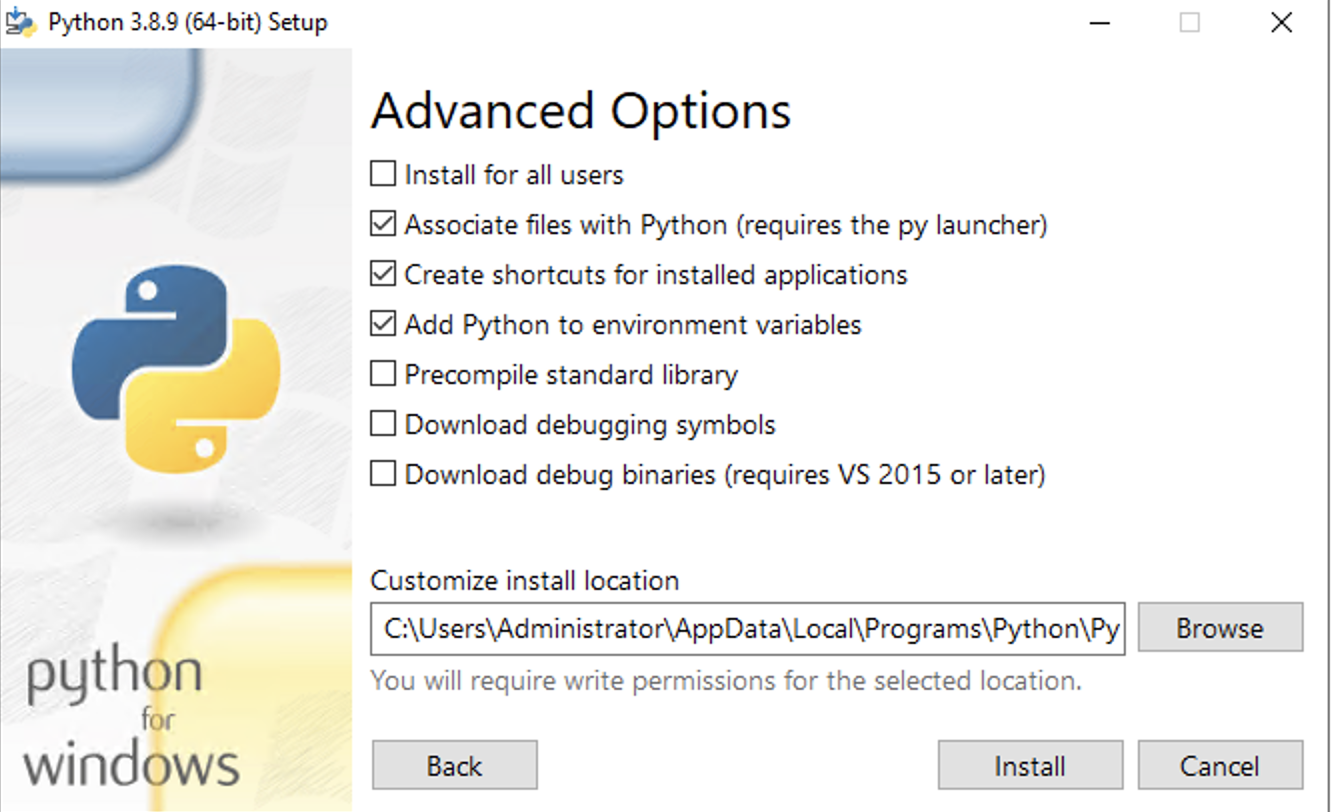 Python 3.8.9 (64-bit) Setup
Advanced Options
Install for all users
Associate files with Python (requires the py launcher)
Create shortcuts for installed applications
Add Python to environment variables
Precompile standard library
Download debugging symbols
Download debug binaries (requires VS 2015 or later)
Customize install location
C:\Users\Administrator\AppData\Local\Programs\Python\Py
Browse
You will require write permissions for the selected location.
python
for
windows
Back
Install
Cancel